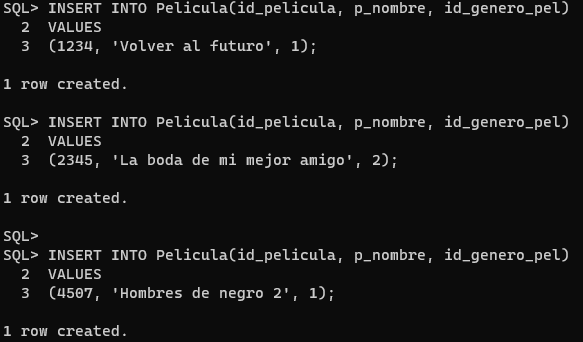 SQL> INSERT INTO Pelicula(id_pelicula, p_nombre, id_genero_pel)
  2  VALUES
  3  (1234, 'Volver al futuro', 1);

1 row created.

SQL> INSERT INTO Pelicula(id_pelicula, p_nombre, id_genero_pel)
  2  VALUES
  3  (2345, 'La boda de mi mejor amigo', 2);

1 row created.

SQL>
SQL> INSERT INTO Pelicula(id_pelicula, p_nombre, id_genero_pel)
  2  VALUES
  3  (4507, 'Hombres de negro 2', 1);

1 row created.